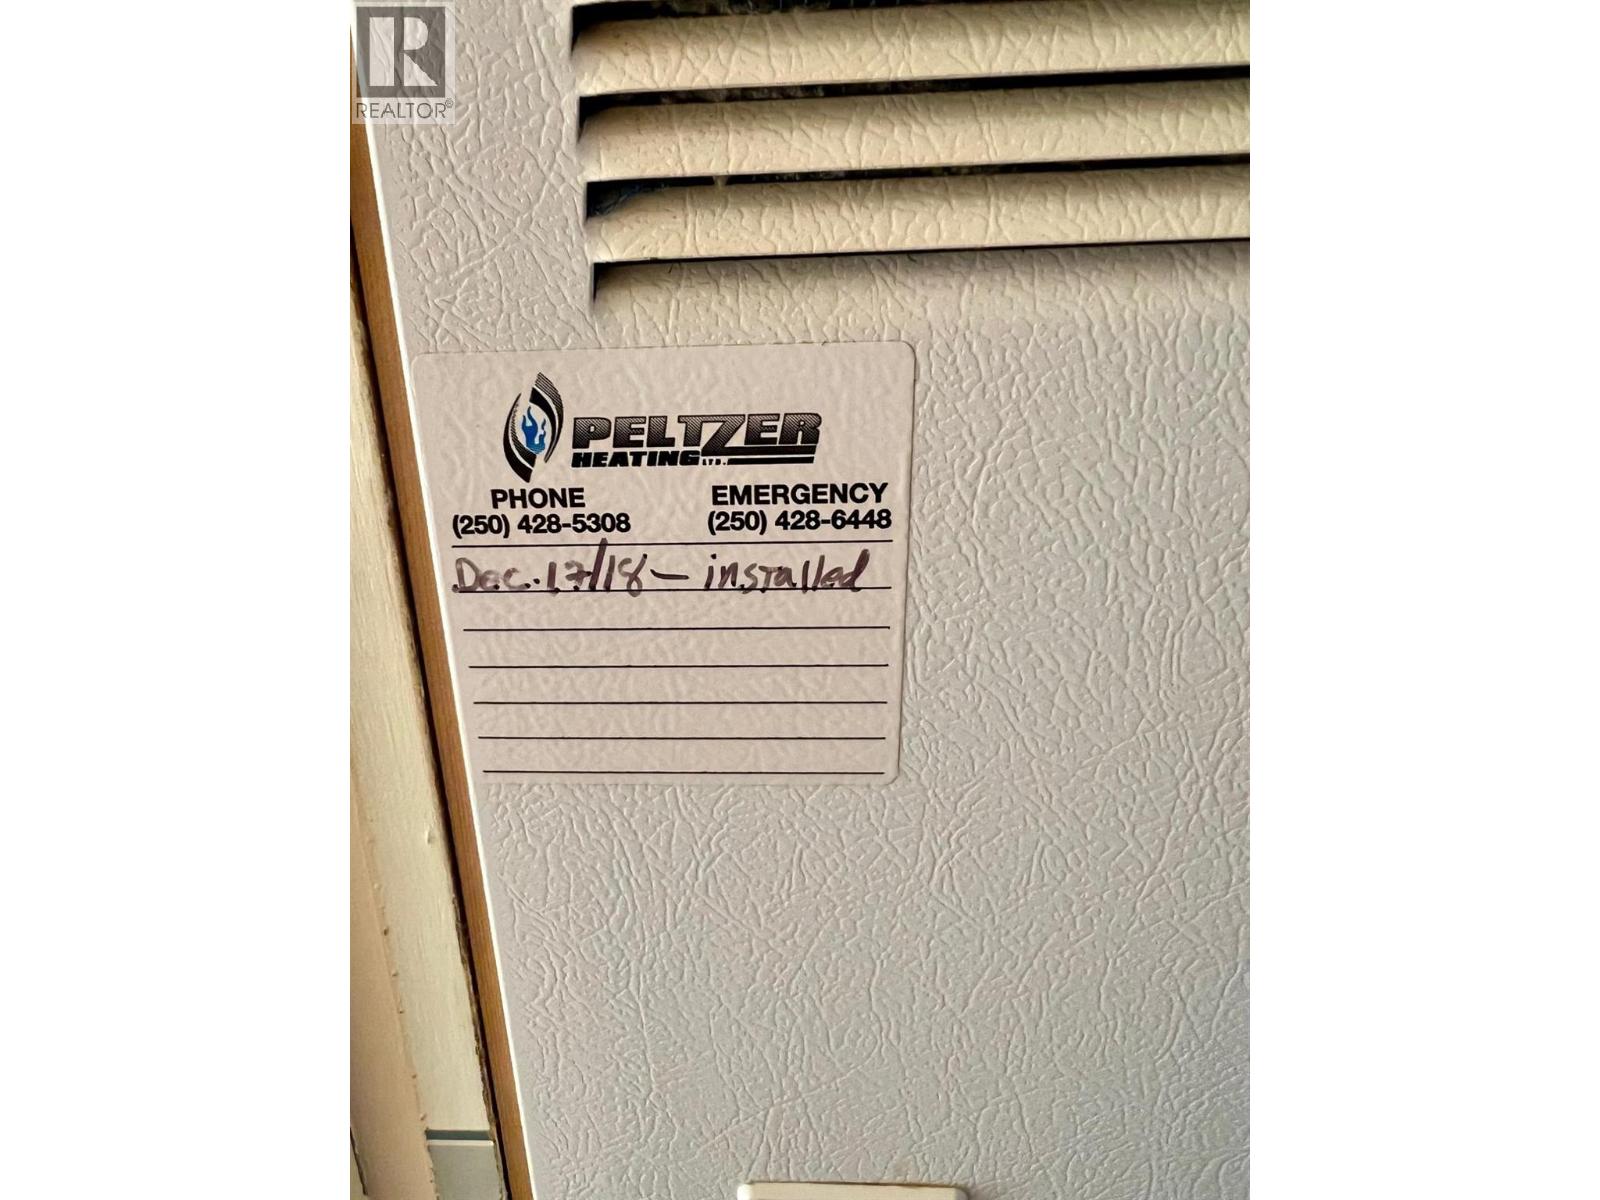 REALTOR®
PELTZER
HEATING LTD.
PHONE EMERGENCY
(250) 428-5308 (250) 428-6448
Dec. 17/18 - installed